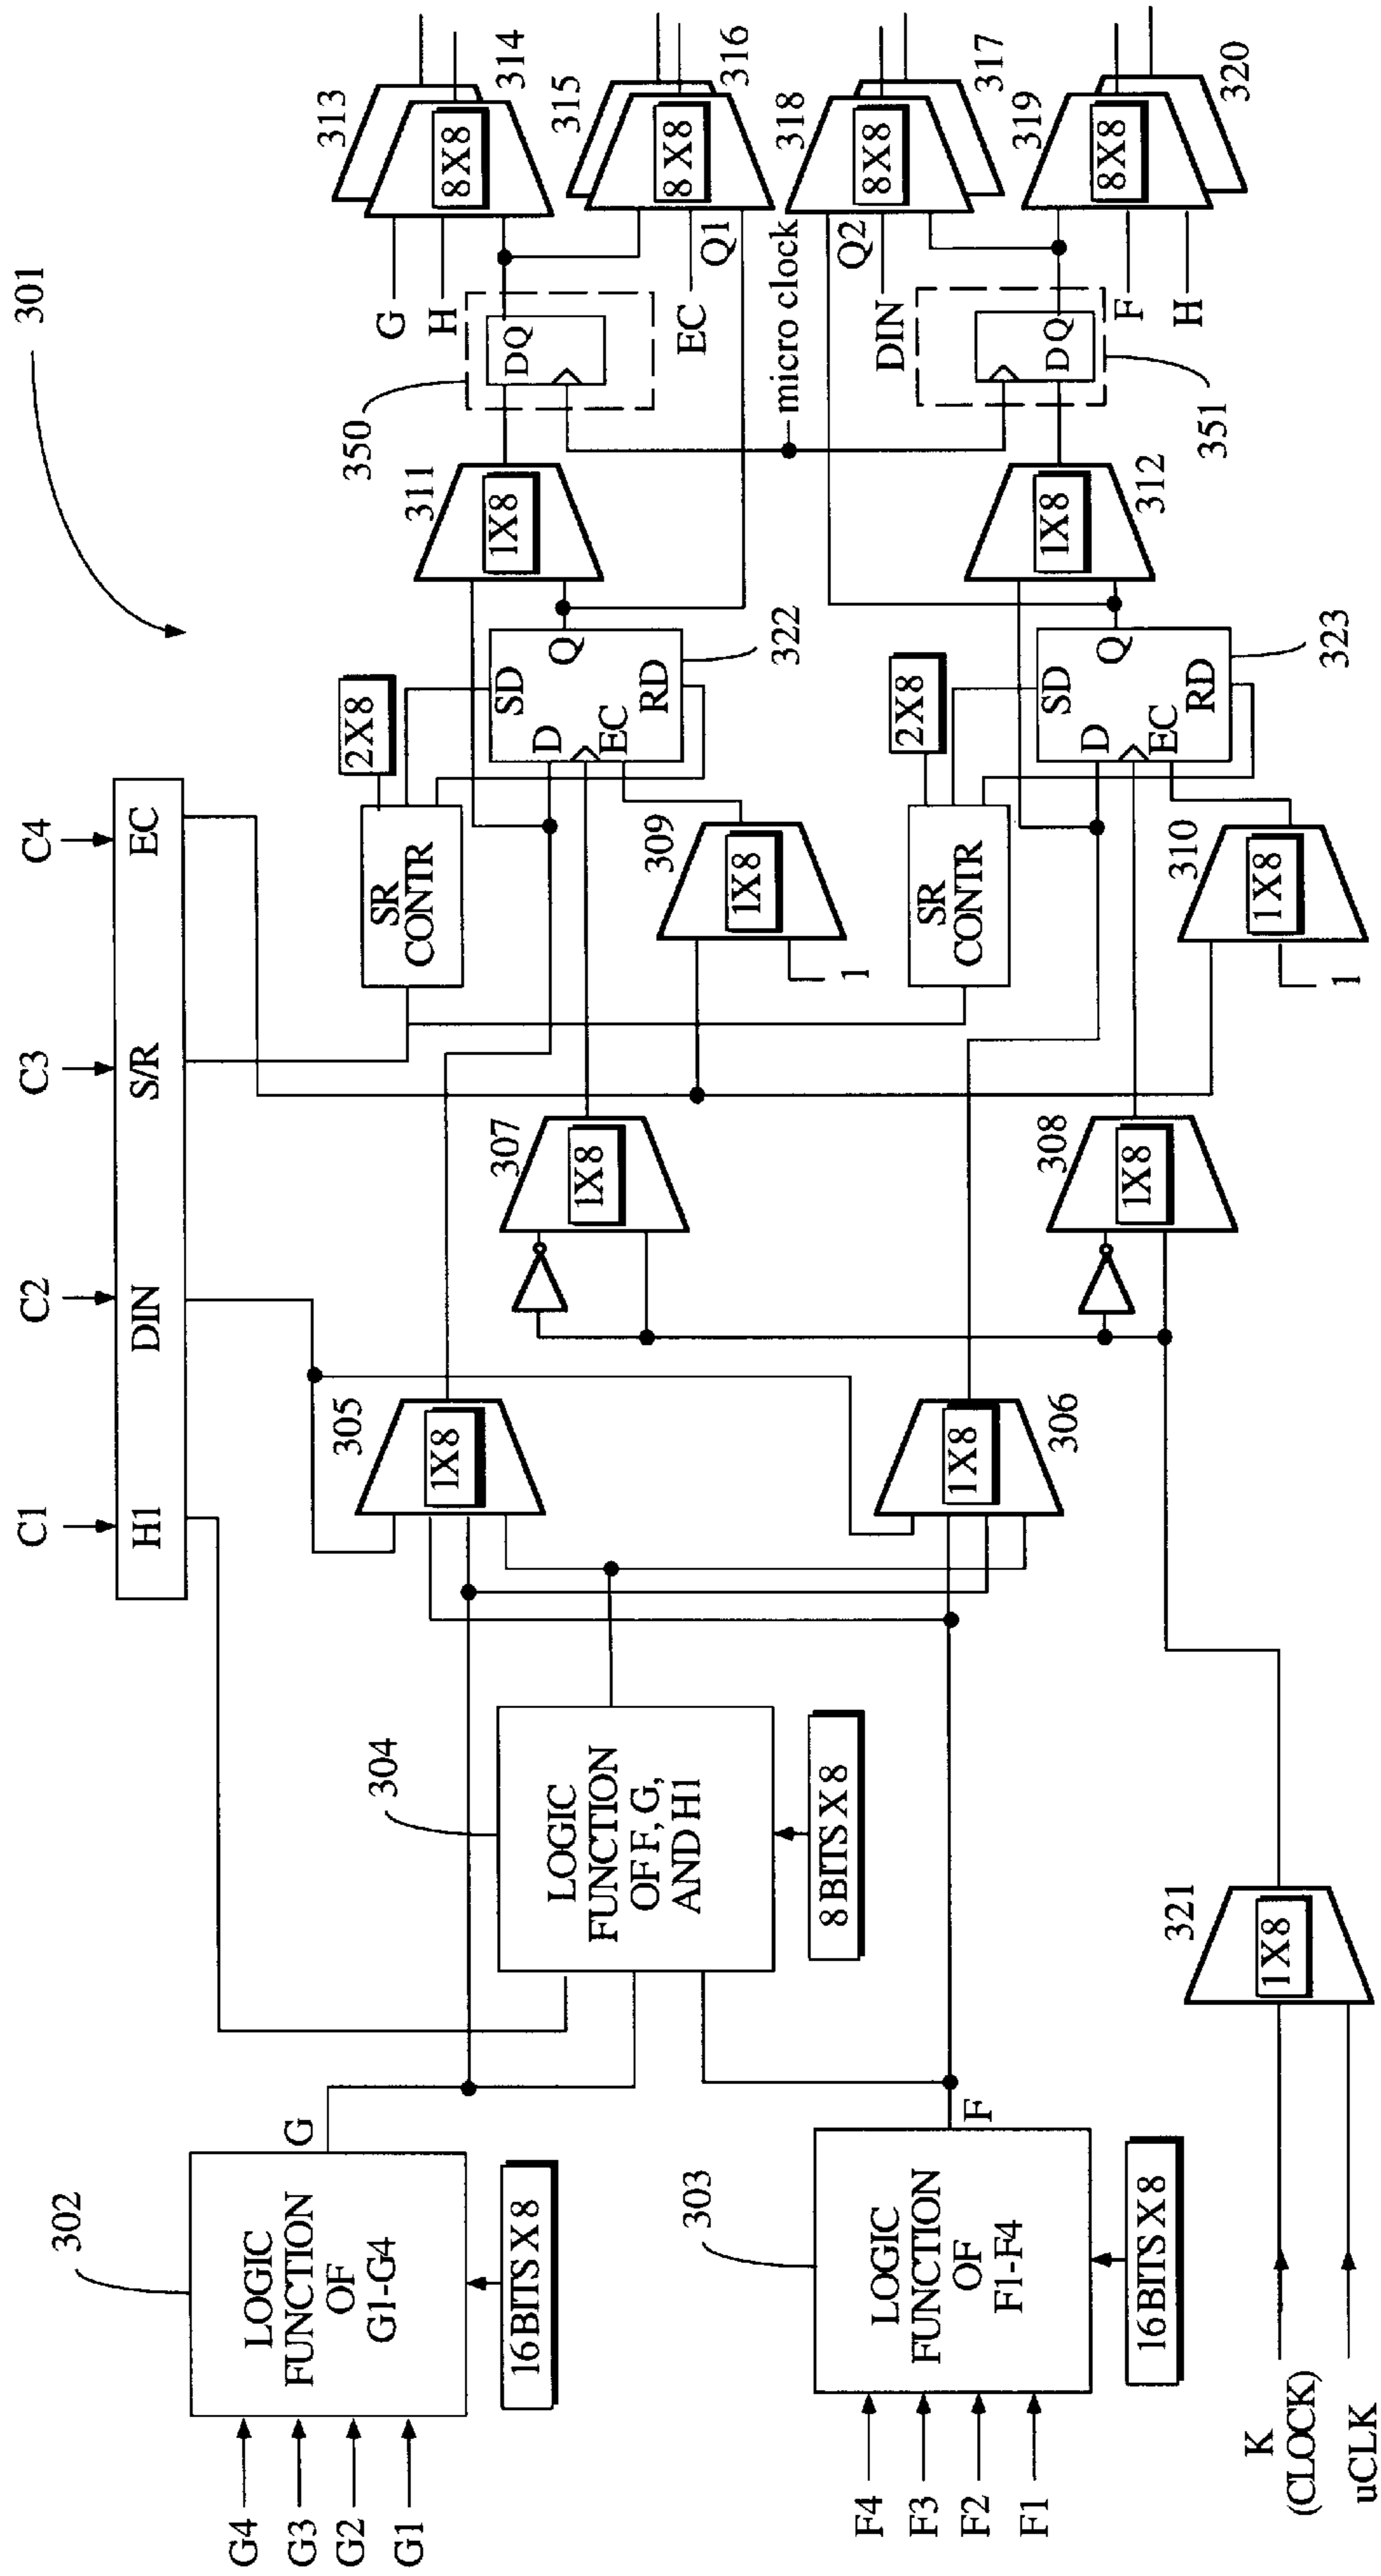 301
C1
C2
C3
C4
H1
DIN
S/R
EC
302
LOGIC
FUNCTION
OF
G1-G4
G4
G3
G2
G1
G
16 BITS X 8
303
LOGIC
FUNCTION
OF
F1-F4
F4
F3
F2
F1
F
16 BITS X 8
304
LOGIC
FUNCTION
OF F, G,
AND H1
8 BITS X 8
K
(CLOCK)
uCLK
321
1X8
305
1X8
306
1X8
307
1X8
308
1X8
SR
CONTR
2X8
309
1X8
1
SR
CONTR
2X8
310
1X8
1
SD
D
Q
EC
RD
322
SD
D
Q
EC
RD
323
311
1X8
312
1X8
350
D Q
351
D Q
micro clock
G
H
EC
Q1
Q2
DIN
F
H
313
314
8X8
315
316
8X8
318
317
8X8
319
320
8X8